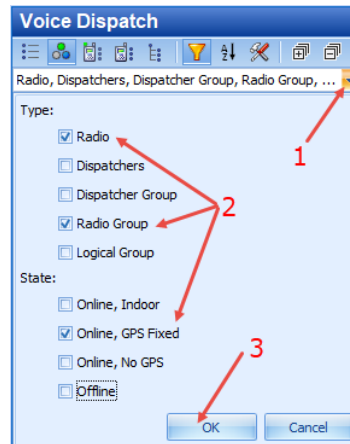 Voice Dispatch
Radio, Dispatchers, Dispatcher Group, Radio Group, ...
1
Type:
Radio
Dispatchers
Dispatcher Group
2
Radio Group
Logical Group
State:
Online, Indoor
Online, GPS Fixed
Online, No GPS
3
Offline
OK Cancel